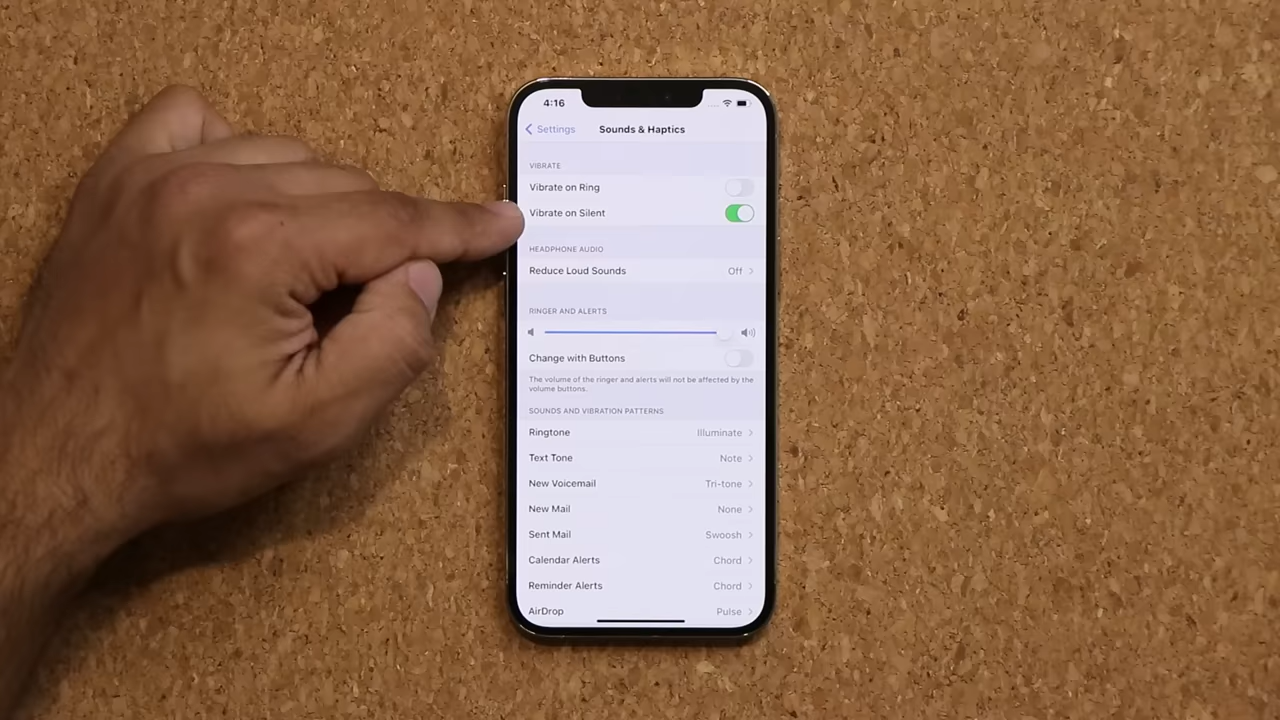 4:16
Settings
Sounds & Haptics
VIBRATE
Vibrate on Ring
Vibrate on Silent
HEADPHONE AUDIO
Reduce Loud Sounds Off
RINGER AND ALERTS
Change with Buttons
The volume of the ringer and alerts will not be affected by the
volume buttons.
SOUNDS AND VIBRATION PATTERNS
Ringtone Illuminate
Text Tone Note
New Voicemail Tri-tone
New Mail None
Sent Mail Swoosh
Calendar Alerts Chord
Reminder Alerts Chord
AirDrop Pulse